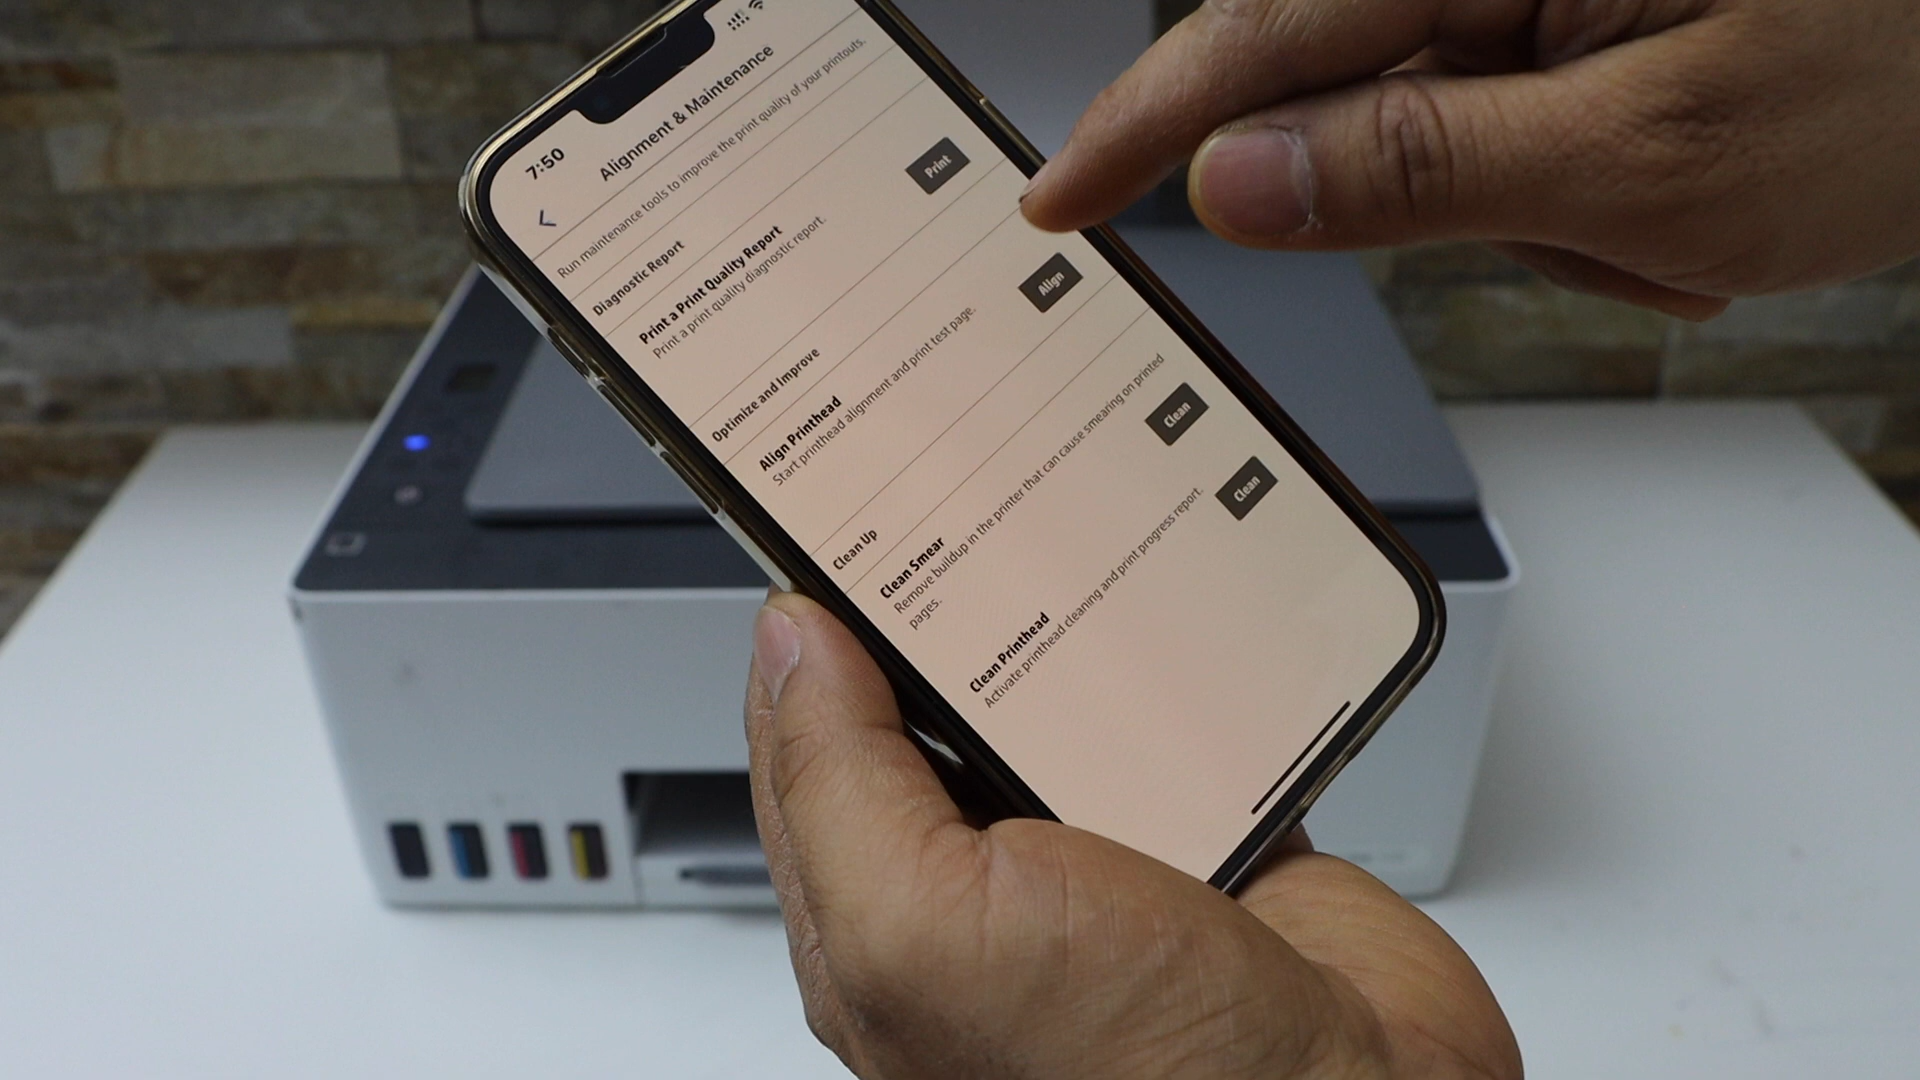 7:50
Alignment & Maintenance
Run maintenance tools to improve the print quality of your printouts.
Diagnostic Report
Print a Print Quality Report
Print a print quality diagnostic report.
Print
Optimize and Improve
Align Printhead
Start printhead alignment and print test page.
Align
Clean Up
Clean Smear
Remove buildup in the printer that can cause smearing on printed
pages.
Clean
Clean Printhead
Activate printhead cleaning and print progress report.
Clean